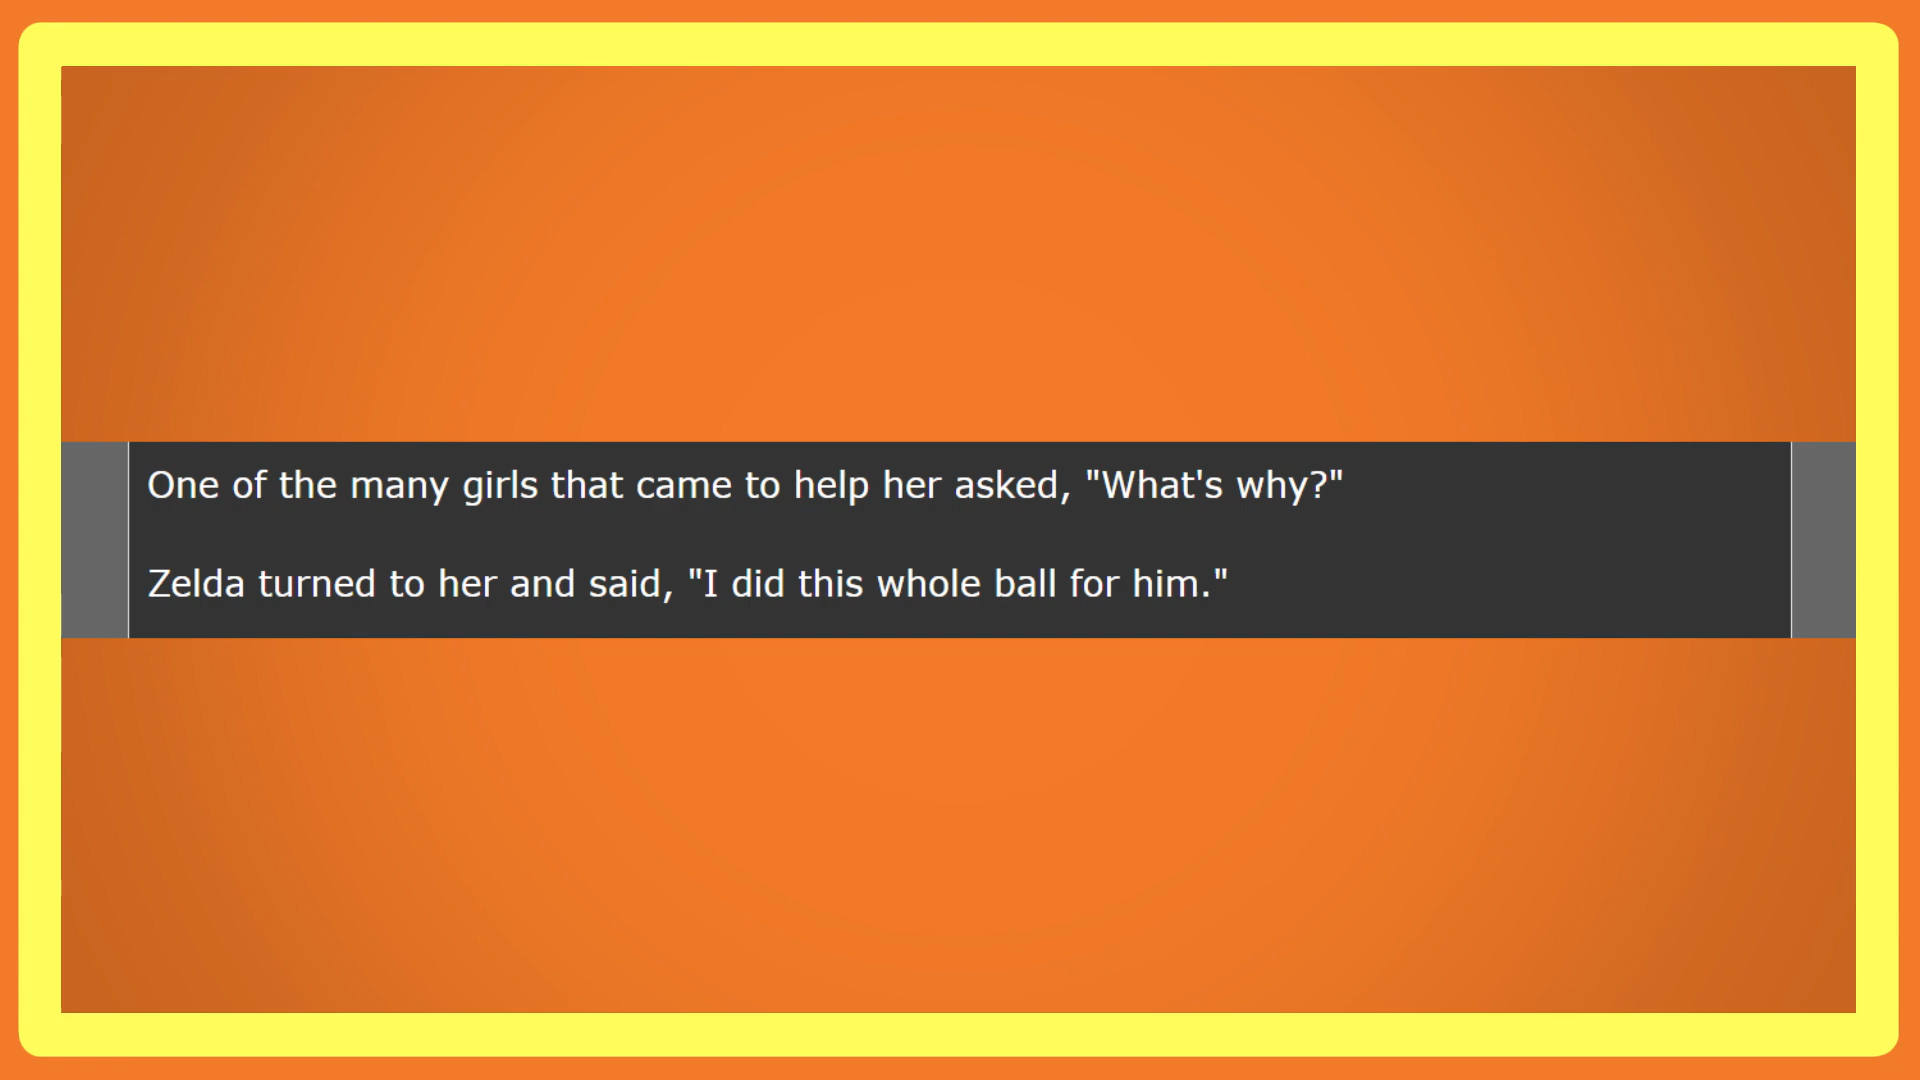 One of the many girls that came to help her asked, "What's why?"
Zelda turned to her and said, "I did this whole ball for him."